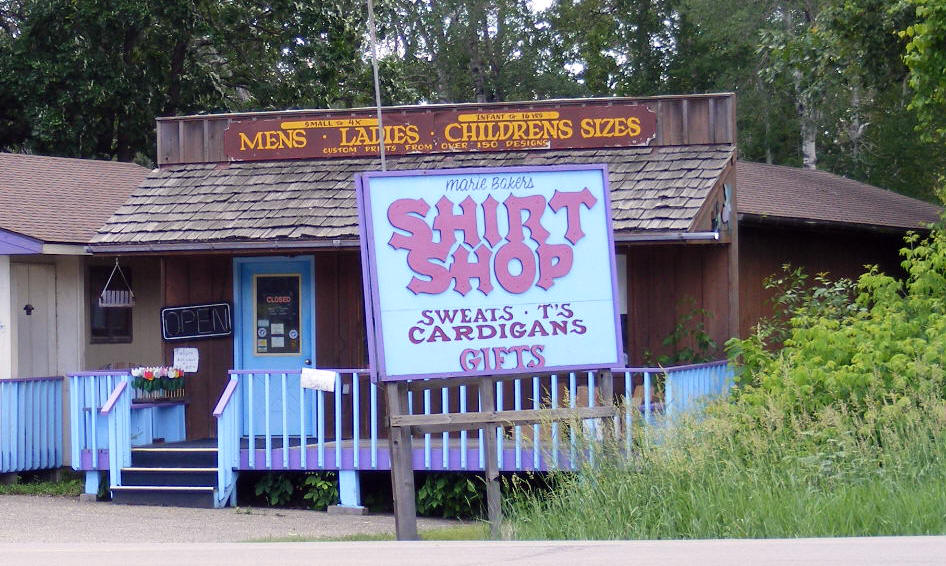 SMALL to 4X
INFANT to 16 YRS
MENS · LADIES · CHILDRENS SIZES
CUSTOM PRINTS FROM OVER 150 DESIGNS
Marie Bakers
SHIRT
SHOP
SWEATS · T'S
CARDIGANS
GIFTS
CLOSED
OPEN
Tulips